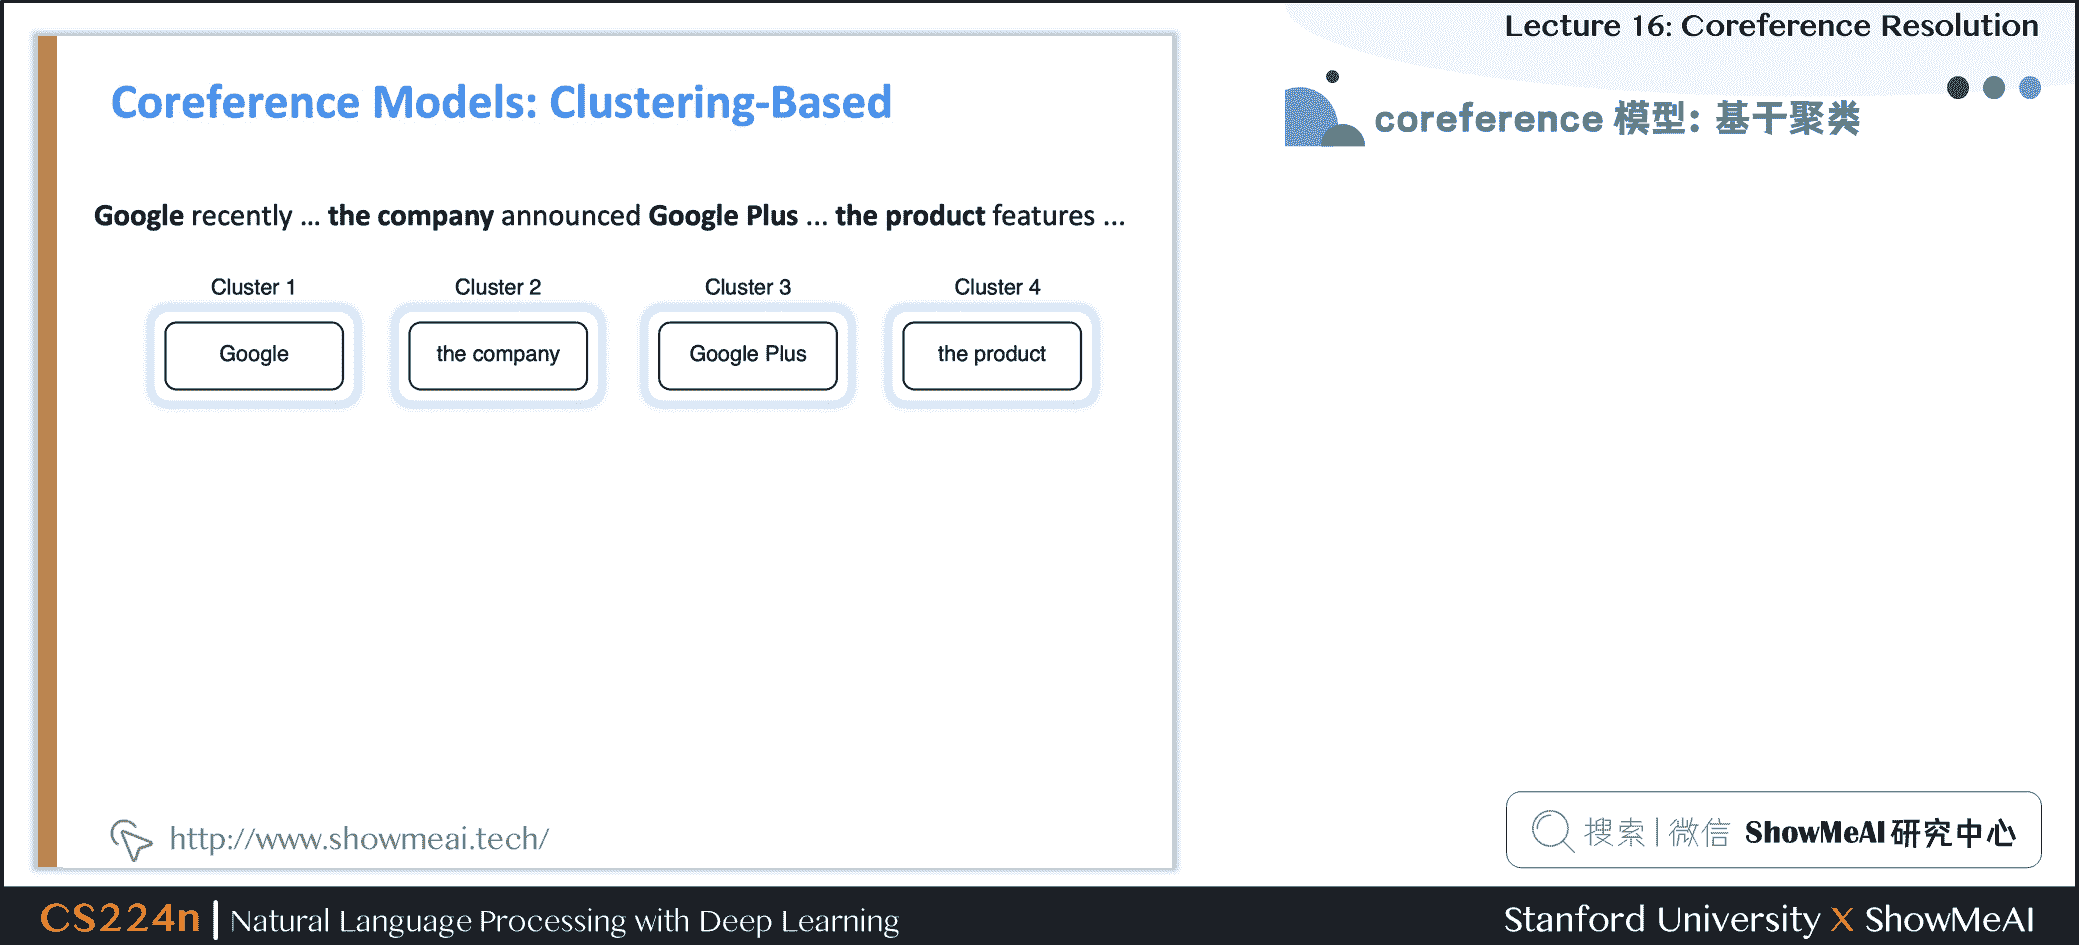 Lecture 16: Coreference Resolution
Coreference Models: Clustering-Based
coreference 模型: 基于聚类
Google recently ... the company announced Google Plus ... the product features ...
Cluster 1 Cluster 2 Cluster 3 Cluster 4
Google the company Google Plus the product
http://www.showmeai.tech/
搜索 | 微信 ShowMeAI 研究中心
CS224n | Natural Language Processing with Deep Learning
Stanford University X ShowMeAI